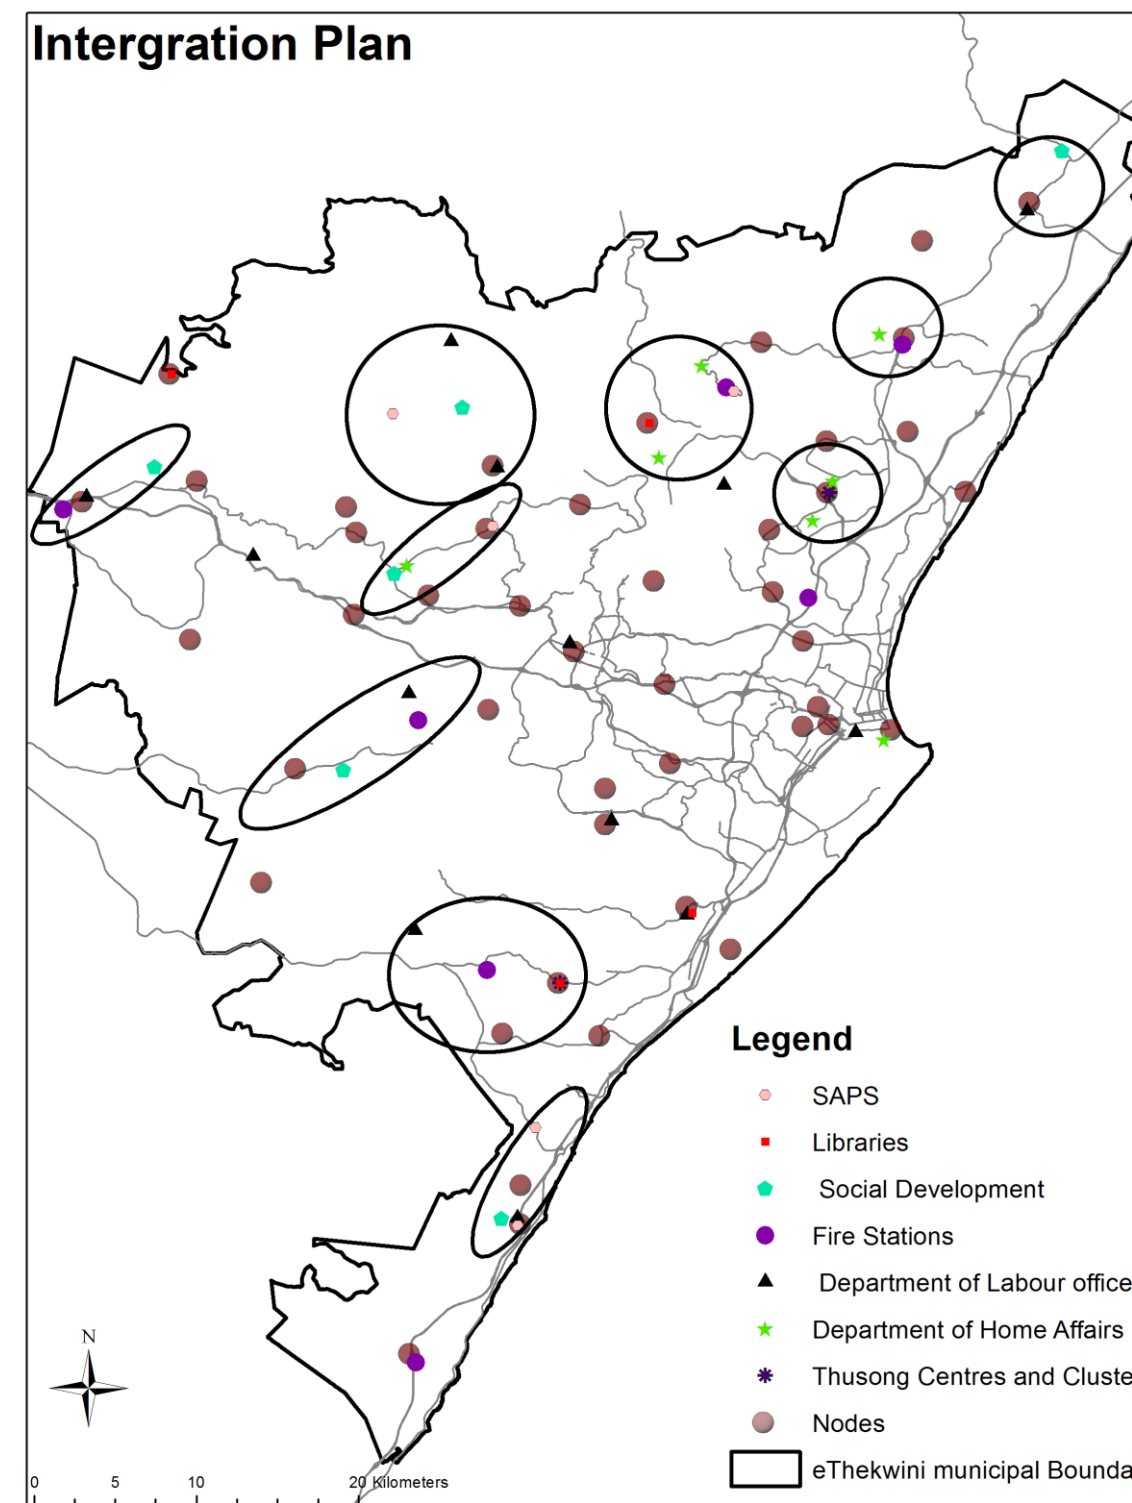 Intergration Plan
Legend
SAPS
Libraries
Social Development
Fire Stations
Department of Labour office
Department of Home Affairs
Thusong Centres and Cluste
Nodes
eThekwini municipal Bounda
N
0 5 10 20 Kilometers